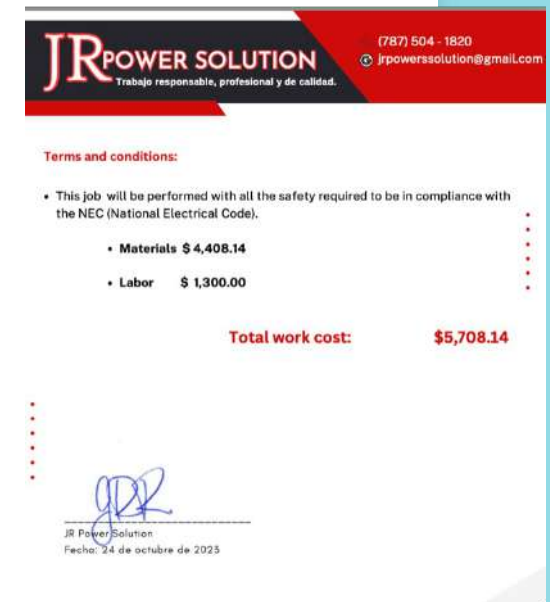 JRPOWER SOLUTION
Trabajo responsable, profesional y de calidad.
(787) 504 - 1820
jrpowerssolution@gmail.com
Terms and conditions:
• This job will be performed with all the safety required to be in compliance with
the NEC (National Electrical Code).
• Materials $ 4,408.14
• Labor $ 1,300.00
Total work cost: $5,708.14
JR Power Solution
Fecha: 24 de octubre de 2025